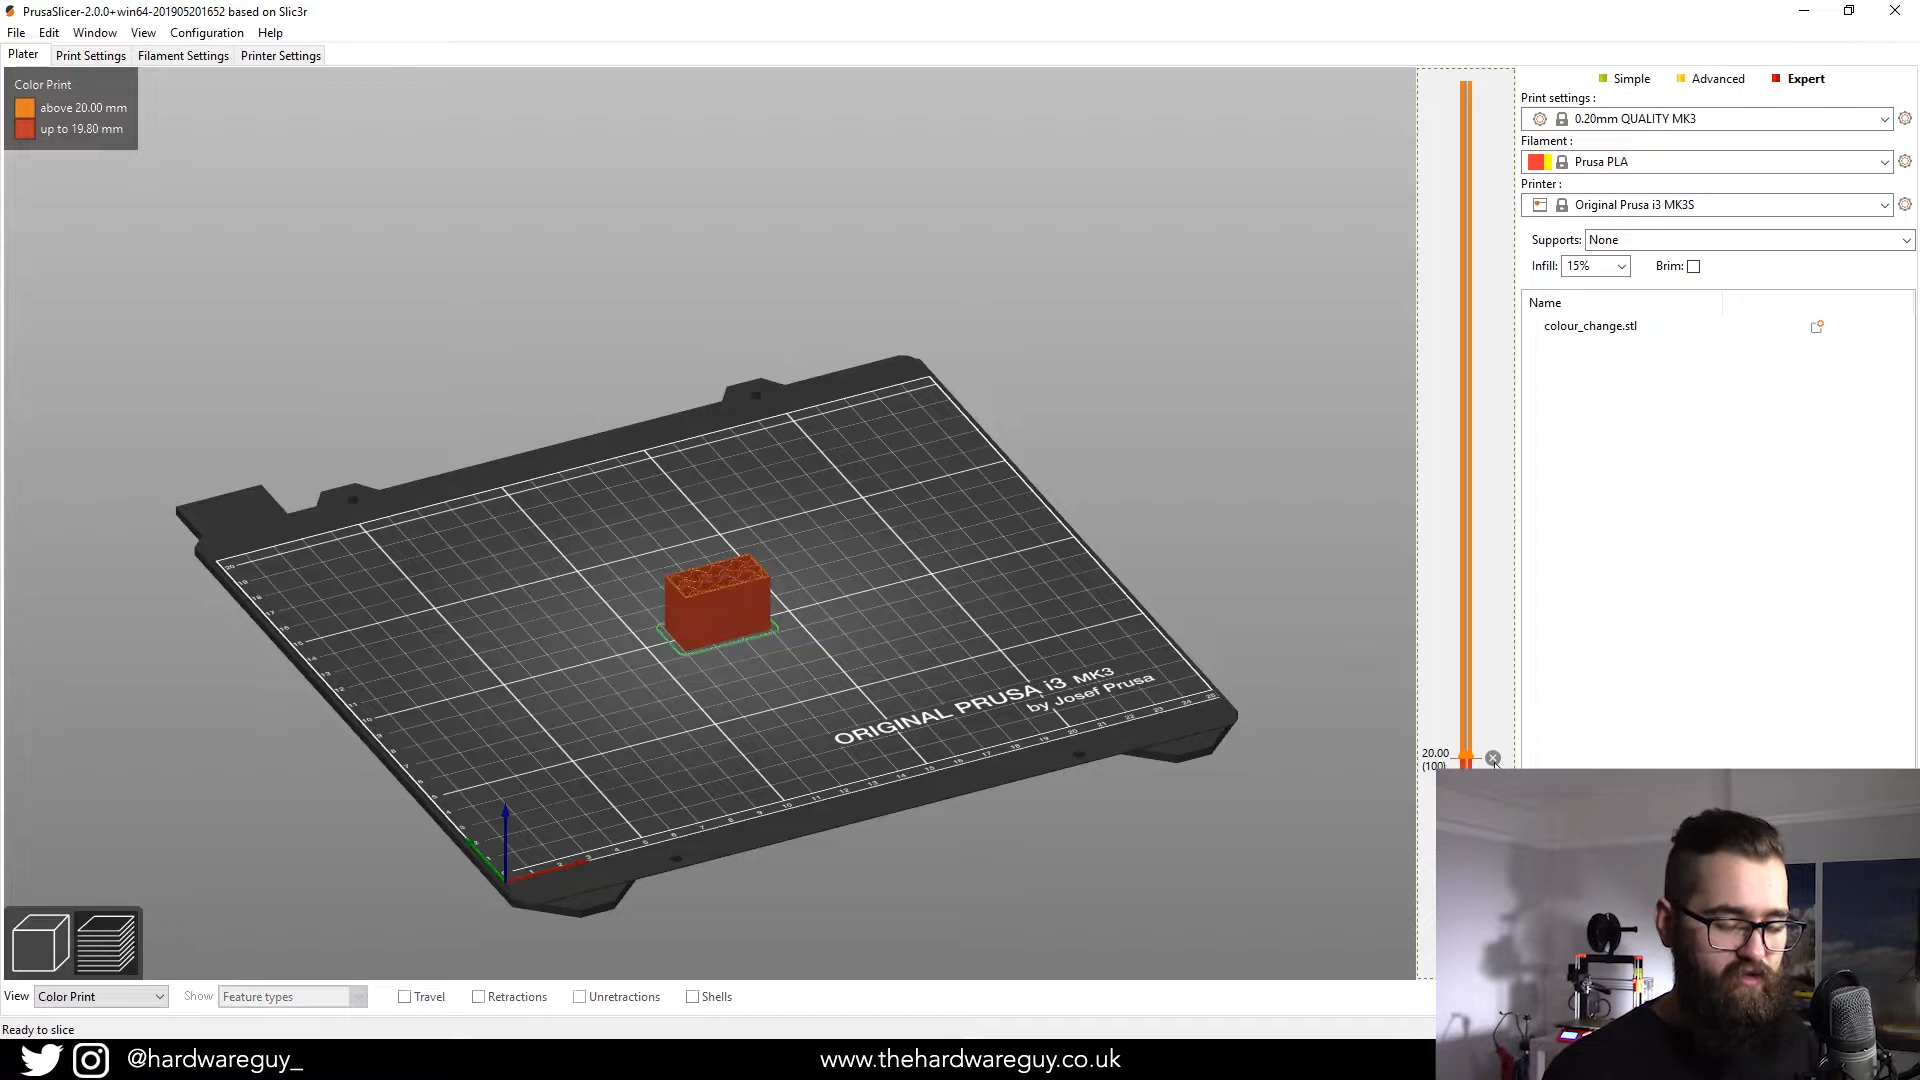 PrusaSlicer-2.0.0+win64-201905201652 based on Slic3r
File Edit Window View Configuration Help
Plater Print Settings Filament Settings Printer Settings
Color Print
above 20.00 mm
up to 19.80 mm
Simple Advanced Expert
Print settings :
0.20mm QUALITY MK3
Filament :
Prusa PLA
Printer :
Original Prusa i3 MK3S
Supports: None
Infill: 15% Brim:
Name
colour_change.stl
ORIGINAL PRUSA i3 MK3
by Josef Prusa
20.00
(100)
View Color Print Show Feature types Travel Retractions Unretractions Shells
Ready to slice
@hardwareguy_
www.thehardwareguy.co.uk